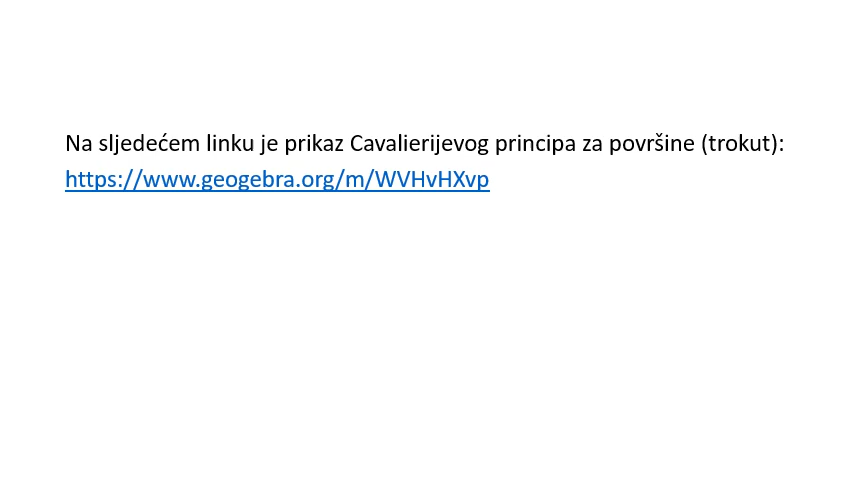 Na sljedećem linku je prikaz Cavalierijevog principa za površine (trokut):
https://www.geogebra.org/m/WVHvHXvp